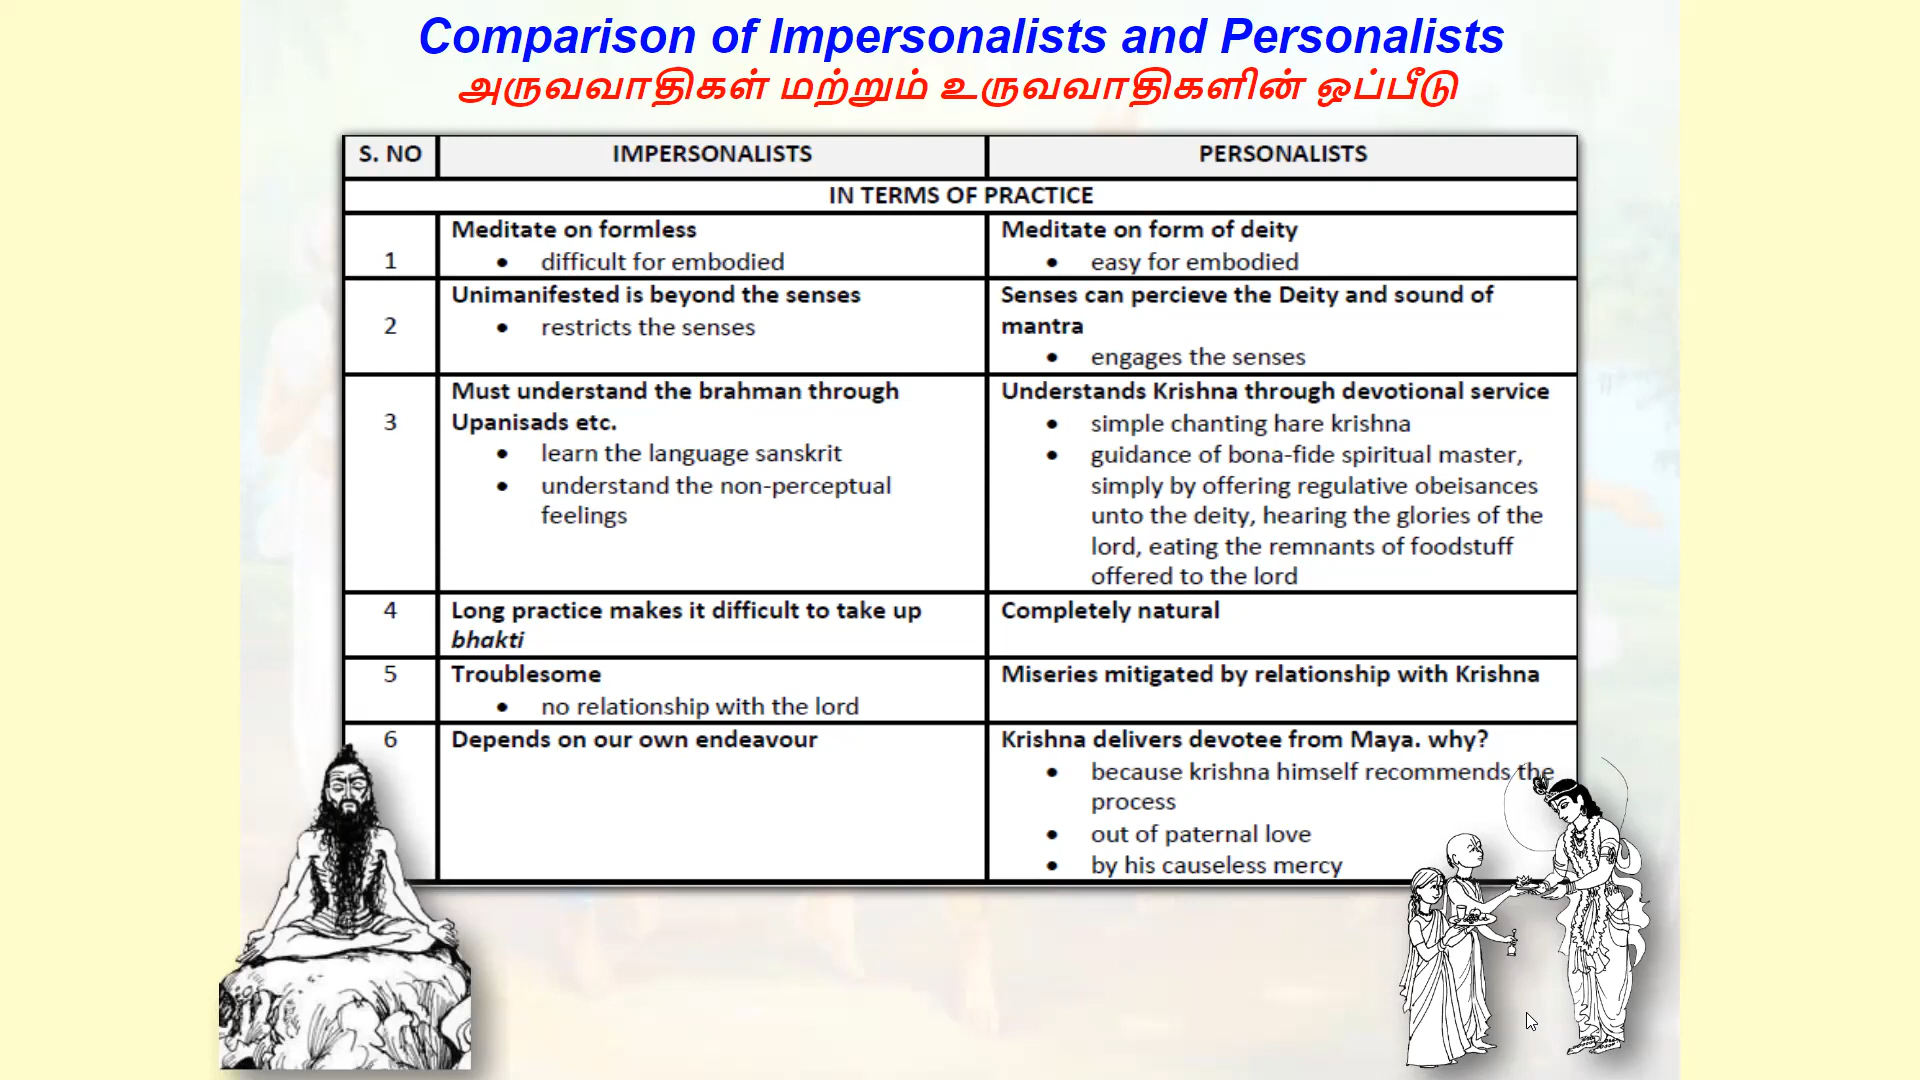 Comparison of Impersonalists and Personalists
அருவவாதிகள் மற்றும் உருவவாதிகளின் ஒப்பீடு
S. NO IMPERSONALISTS PERSONALISTS
IN TERMS OF PRACTICE
1
Meditate on formless
• difficult for embodied
Meditate on form of deity
• easy for embodied
2
Unimanifested is beyond the senses
• restricts the senses
Senses can percieve the Deity and sound of
mantra
• engages the senses
3
Must understand the brahman through
Upanisads etc.
• learn the language sanskrit
• understand the non-perceptual
feelings
Understands Krishna through devotional service
• simple chanting hare krishna
• guidance of bona-fide spiritual master,
simply by offering regulative obeisances
unto the deity, hearing the glories of the
lord, eating the remnants of foodstuff
offered to the lord
4
Long practice makes it difficult to take up
bhakti
Completely natural
5
Troublesome
• no relationship with the lord
Miseries mitigated by relationship with Krishna
6
Depends on our own endeavour
Krishna delivers devotee from Maya. why?
• because krishna himself recommends the
process
• out of paternal love
• by his causeless mercy